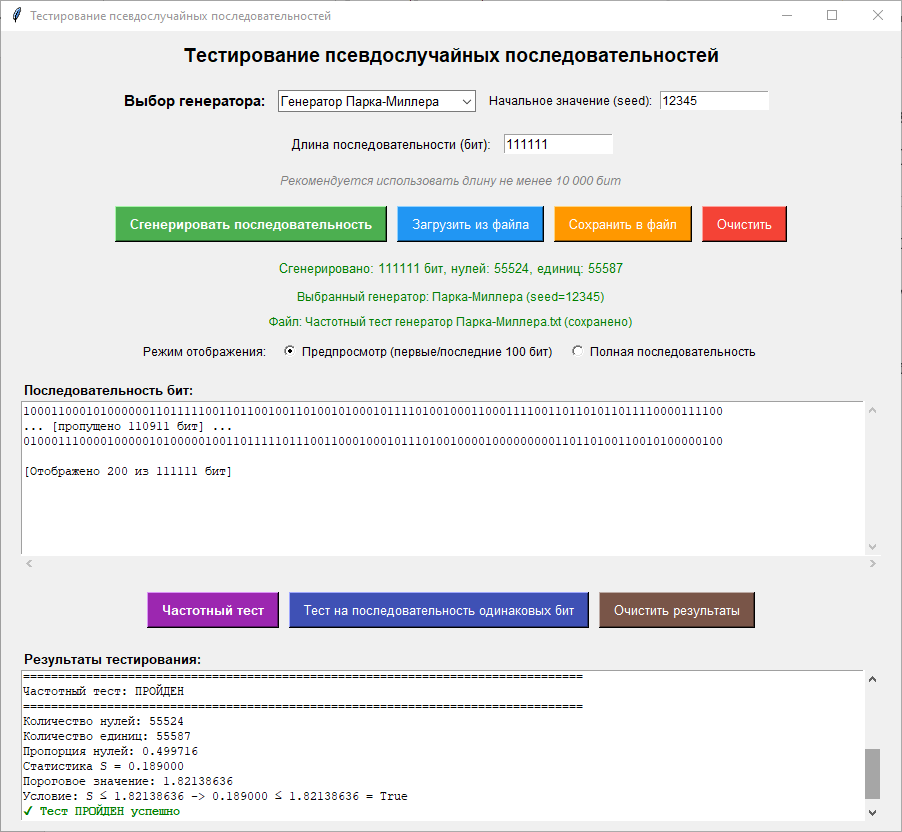 Тестирование псевдослучайных последовательностей
Тестирование псевдослучайных последовательностей
Выбор генератора: Генератор Парка-Миллера Начальное значение (seed): 12345
Длина последовательности (бит): 111111
Рекомендуется использовать длину не менее 10 000 бит
Сгенерировать последовательность Загрузить из файла Сохранить в файл Очистить
Сгенерировано: 111111 бит, нулей: 55524, единиц: 55587
Выбранный генератор: Парка-Миллера (seed=12345)
Файл: Частотный тест генератор Парка-Миллера.txt (сохранено)
Режим отображения: Предпросмотр (первые/последние 100 бит) Полная последовательность
Последовательность бит:
1000110001010000001101111100110110010011010010100010111101001000110001111001101101011011110000111100
... [пропущено 110911 бит] ...
0100011100001000001010000010011011111011100110001000101110100100001000000000110110100110010100000100
[Отображено 200 из 111111 бит]
Частотный тест Тест на последовательность одинаковых бит Очистить результаты
Результаты тестирования:
================================================================================
Частотный тест: ПРОЙДЕН
================================================================================
Количество нулей: 55524
Количество единиц: 55587
Пропорция нулей: 0.499716
Статистика S = 0.189000
Пороговое значение: 1.82138636
Условие: S ≤ 1.82138636 -> 0.189000 ≤ 1.82138636 = True
✔ Тест ПРОЙДЕН успешно